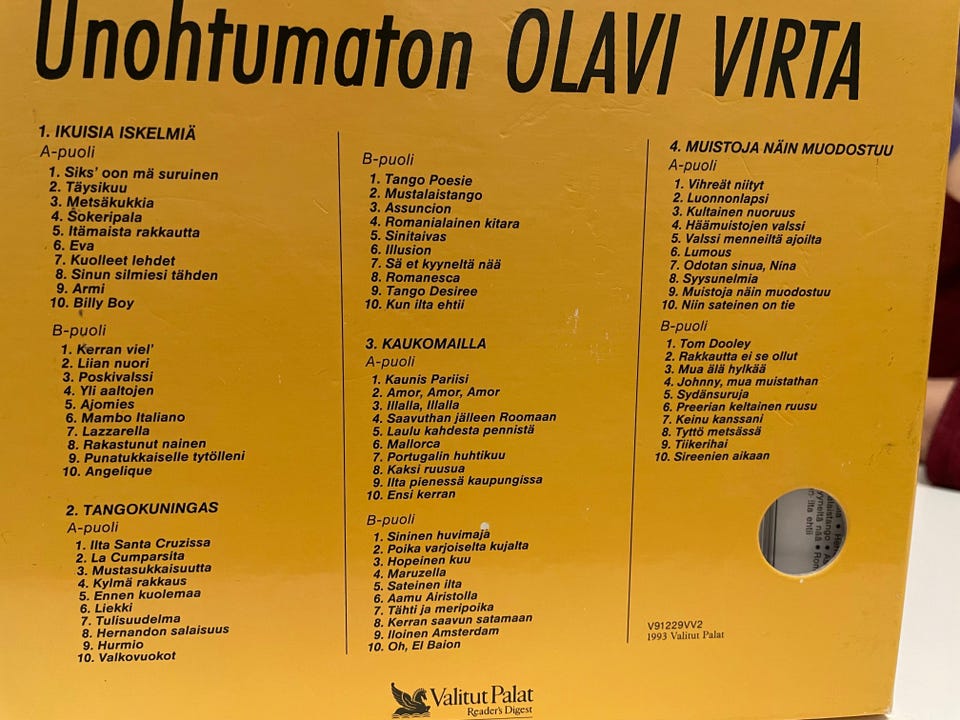 Unohtumaton OLAVI VIRTA
1. IKUISIA ISKELMIÄ
A-puoli
1. Siks' oon mä suruinen
2. Täysikuu
3. Metsäkukkia
4. Sokeripala
5. Itämaista rakkautta
6. Eva
7. Kuolleet lehdet
8. Sinun silmiesi tähden
9. Armi
10. Billy Boy
B-puoli
1. Kerran viel'
2. Liian nuori
3. Poskivalssi
4. Yli aaltojen
5. Ajomies
6. Mambo Italiano
7. Lazzarella
8. Rakastunut nainen
9. Punatukkaiselle tytölleni
10. Angelique
2. TANGOKUNINGAS
A-puoli
1. Ilta Santa Cruzissa
2. La Cumparsita
3. Mustasukkaisuutta
4. Kylmä rakkaus
5. Ennen kuolemaa
6. Liekki
7. Tulisuudelma
8. Hernandon salaisuus
9. Hurmio
10. Valkovuokot
B-puoli
1. Tango Poesie
2. Mustalaistango
3. Assuncion
4. Romanialainen kitara
5. Sinitaivas
6. Illusion
7. Sä et kyyneltä nää
8. Romanesca
9. Tango Desiree
10. Kun ilta ehtii
3. KAUKOMAILLA
A-puoli
1. Kaunis Pariisi
2. Amor, Amor, Amor
3. Illalla, Illalla
4. Saavuthan jälleen Roomaan
5. Laulu kahdesta pennistä
6. Mallorca
7. Portugalin huhtikuu
8. Kaksi ruusua
9. Ilta pienessä kaupungissa
10. Ensi kerran
B-puoli
1. Sininen huvimaja
2. Poika varjoiselta kujalta
3. Hopeinen kuu
4. Maruzella
5. Sateinen ilta
6. Aamu Airistolla
7. Tähti ja meripoika
8. Kerran saavun satamaan
9. Iloinen Amsterdam
10. Oh, El Baion
4. MUISTOJA NÄIN MUODOSTUU
A-puoli
1. Vihreät niityt
2. Luonnonlapsi
3. Kultainen nuoruus
4. Häämuistojen valssi
5. Valssi menneiltä ajoilta
6. Lumous
7. Odotan sinua, Nina
8. Syysunelmia
9. Muistoja näin muodostuu
10. Niin sateinen on tie
B-puoli
1. Tom Dooley
2. Rakkautta ei se ollut
3. Mua älä hylkää
4. Johnny, mua muistathan
5. Sydänsuruja
6. Preerian keltainen ruusu
7. Keinu kanssani
8. Tyttö metsässä
9. Tiikerihai
10. Sireenien aikaan
V91229VV2
1993 Valitut Palat
Valitut Palat
Reader's Digest